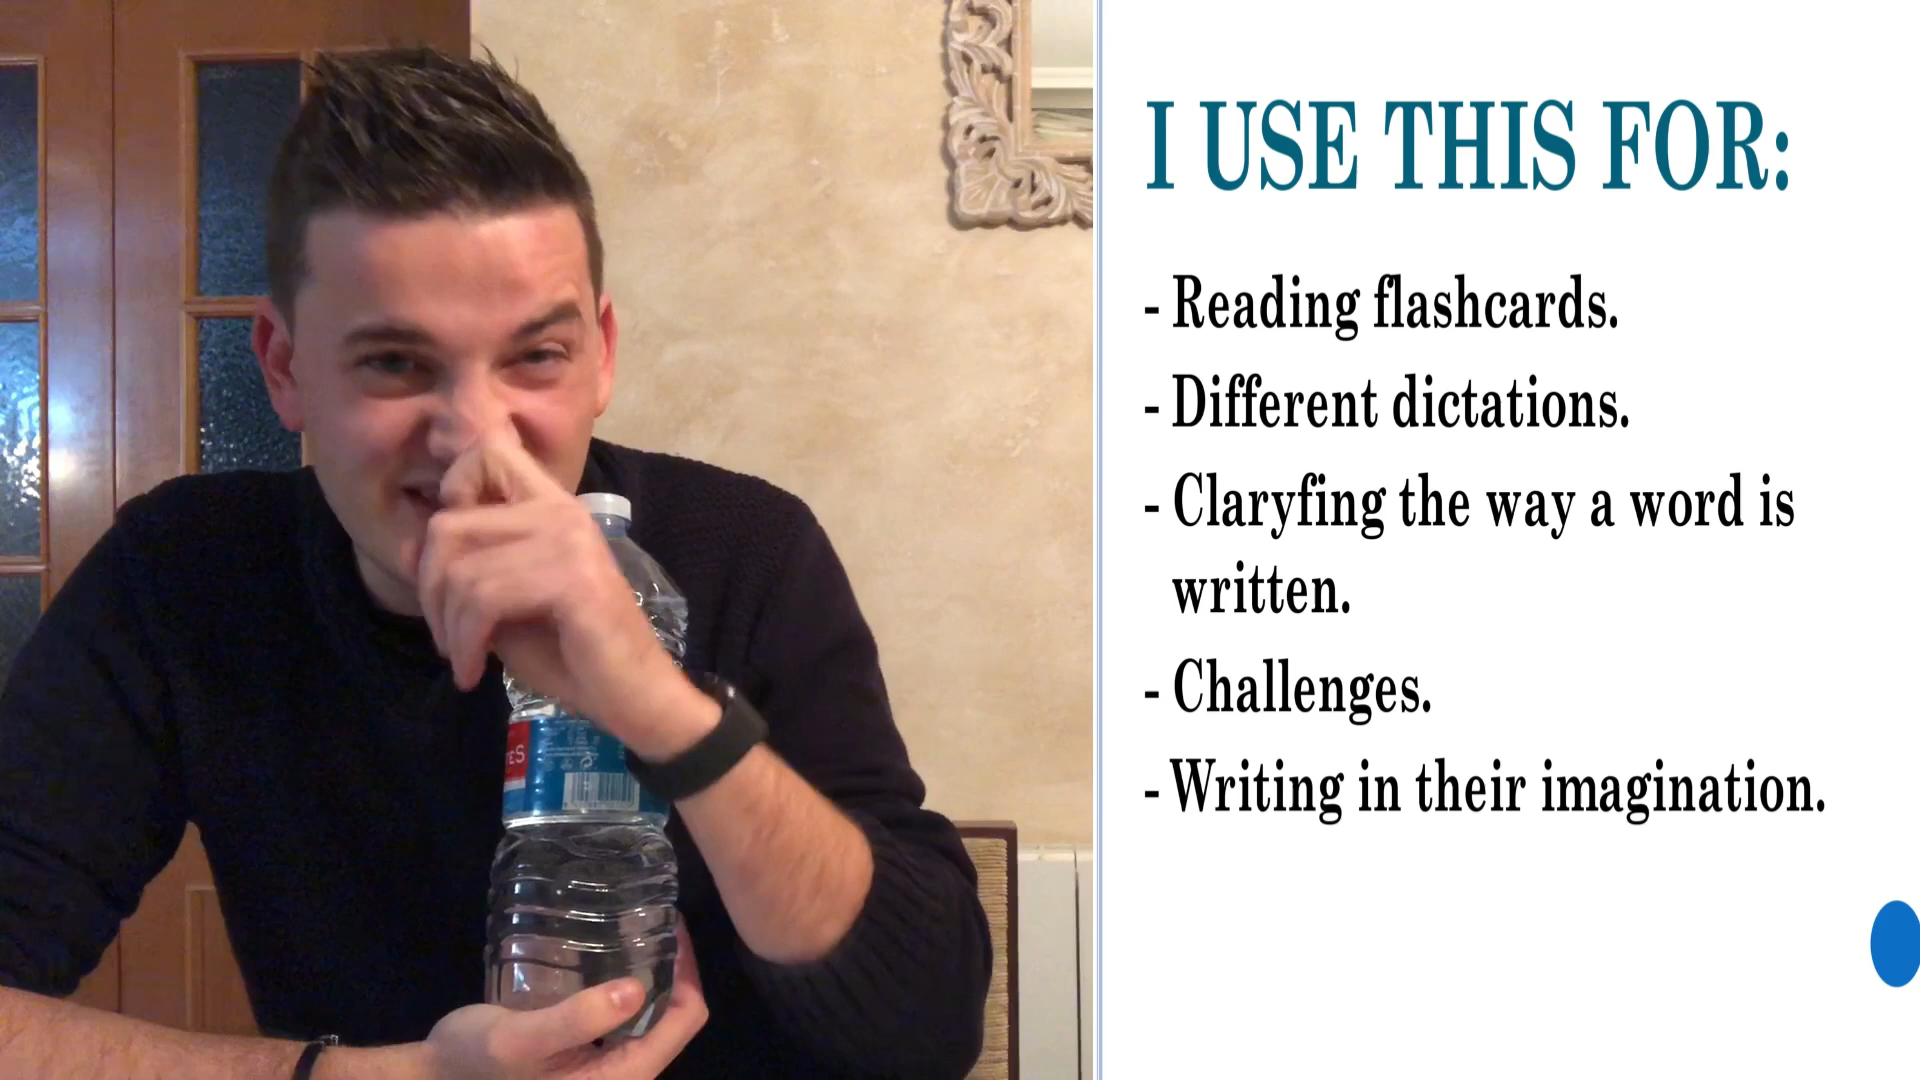 I USE THIS FOR:
- Reading flashcards.
- Different dictations.
- Claryfing the way a word is
written.
- Challenges.
- Writing in their imagination.